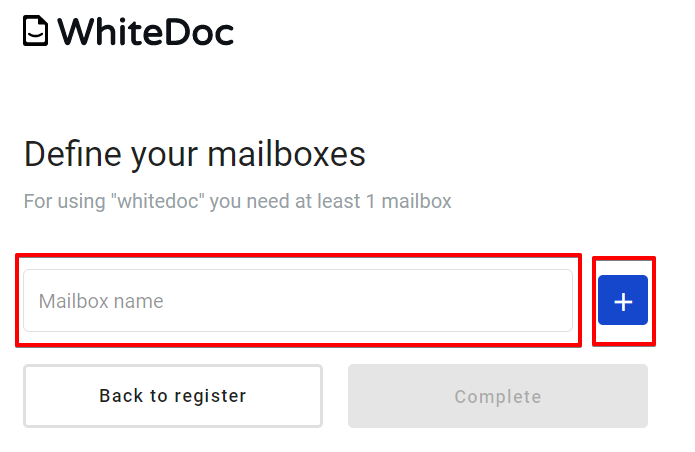 WhiteDoc
Define your mailboxes
For using "whitedoc" you need at least 1 mailbox
Mailbox name
+
Back to register
Complete